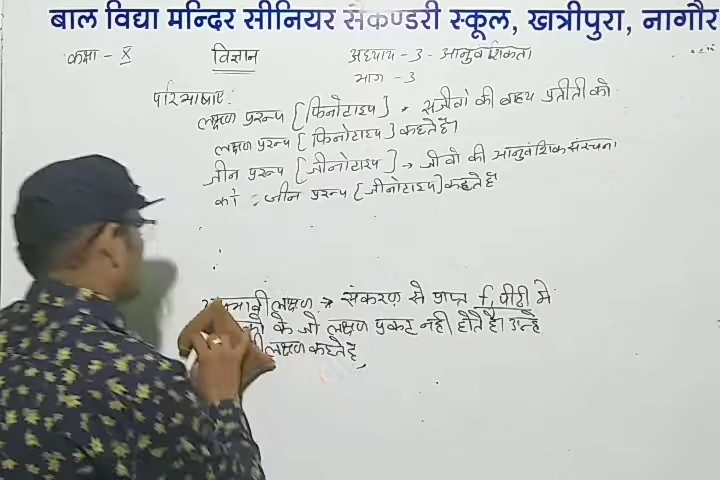 बाल विद्या मन्दिर सीनियर सैकण्डरी स्कूल, खत्रीपुरा, नागौर
कक्षा - X विज्ञान अध्याय - 3 - आनुवंशिकता
भाग - 3
परिभाषाएं:
लक्षण प्ररूप [फिनोटाइप] → सजीवों की बाह्य प्रतीती को
लक्षण प्ररूप [फिनोटाइप] कहते है।
जीन प्ररूप [जीनोटाइप] → जीवों की आनुवंशिक संरचना
को जीन प्ररूप [जीनोटाइप] कहते है
लक्षण → संकरण से प्राप्त f₁ पीढ़ी मे
के जो लक्षण प्रकट नही होते है। उन्हे
लक्षण कहते है,